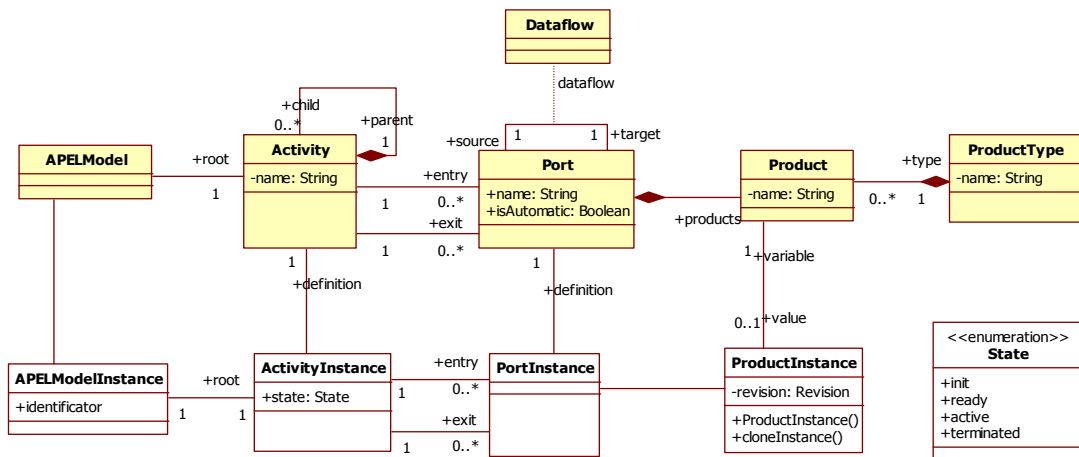 Dataflow
dataflow
+child
0..*
+parent
1
+source
1
1
+target
APELModel
+root
1
Activity
-name: String
+entry
1
0..*
+exit
1
0..*
Port
+name: String
+isAutomatic: Boolean
+products
Product
-name: String
+type
0..*
1
ProductType
-name: String
1
+definition
1
+definition
1
+variable
0..1
+value
APELModelInstance
+identificator
+root
1
1
ActivityInstance
+state: State
+entry
1
0..*
+exit
1
0..*
PortInstance
ProductInstance
-revision: Revision
+ProductInstance()
+cloneInstance()
<<enumeration>>
State
+init
+ready
+active
+terminated